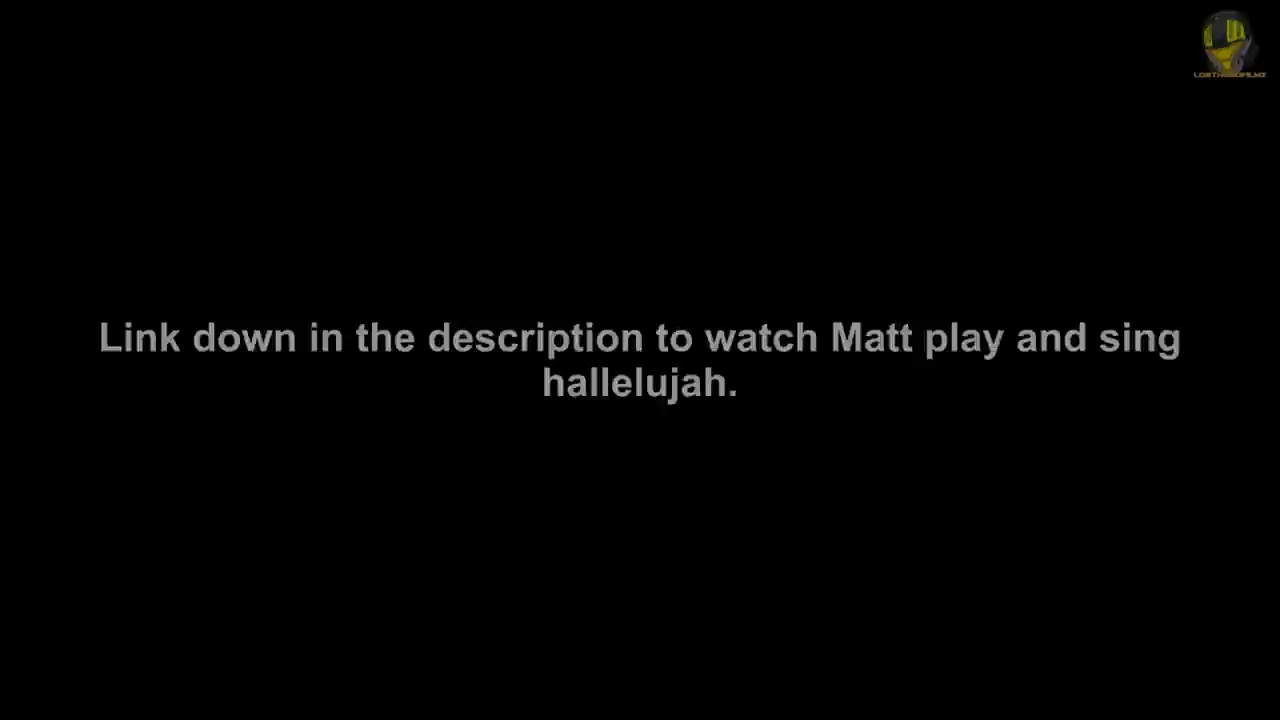 Link down in the description to watch Matt play and sing
hallelujah.